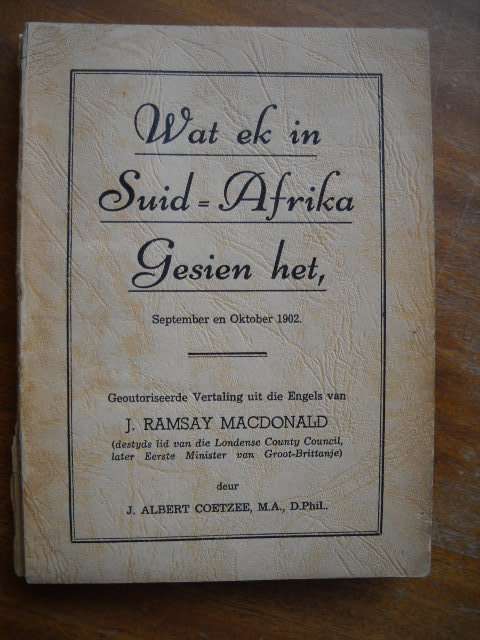 Wat ek in
Suid = Afrika
Gesien het,
September en Oktober 1902.
Geoutoriseerde Vertaling uit die Engels van
J. RAMSAY MACDONALD
(destyds lid van die Londense County Council,
later Eerste Minister van Groot-Brittanje)
deur
J. ALBERT COETZEE, M.A., D.Phil..